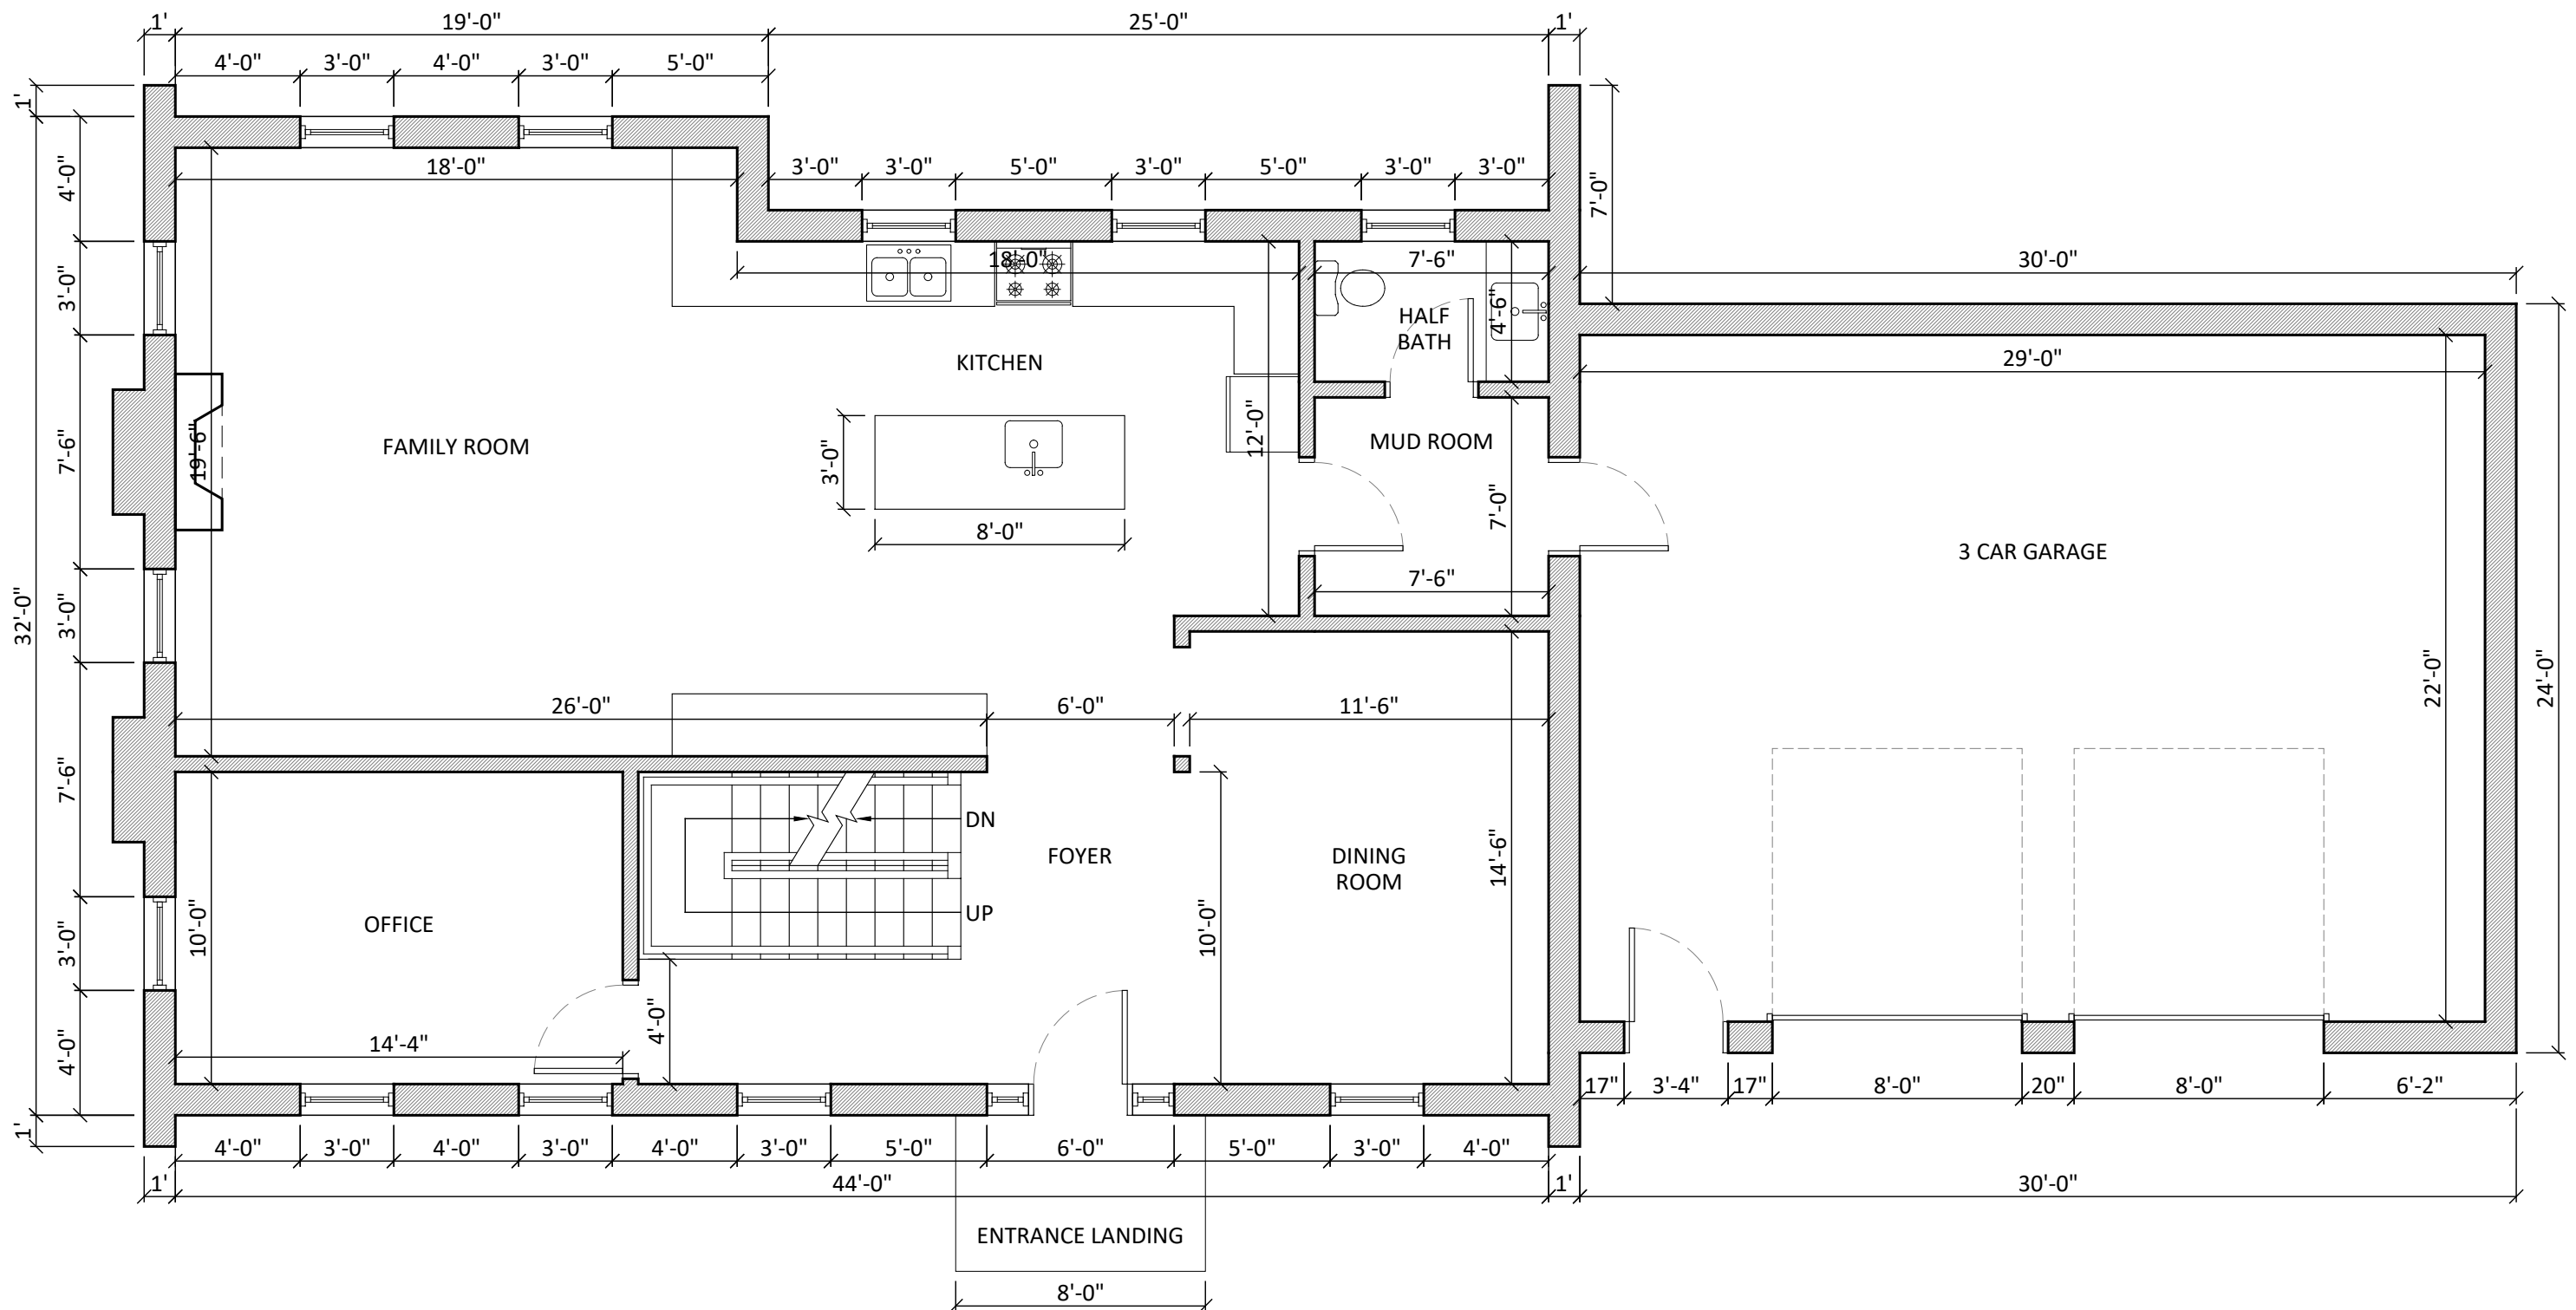 1' 19'-0" 25'-0" 1'
4'-0" 3'-0" 4'-0" 3'-0" 5'-0"
1'
18'-0" 3'-0" 3'-0" 5'-0" 3'-0" 5'-0" 3'-0" 3'-0"
4'-0" 7'-0"
18'-0" 7'-6" 30'-0"
3'-0" 4'-6"
HALF
BATH
KITCHEN 29'-0"
FAMILY ROOM MUD ROOM
7'-6" 19'-6" 3'-0" 12'-0"
8'-0" 7'-0"
3 CAR GARAGE
7'-6"
32'-0" 3'-0"
22'-0" 24'-0"
26'-0" 6'-0" 11'-6"
7'-6"
DN
FOYER DINING
ROOM
14'-6"
OFFICE UP
10'-0" 10'-0"
3'-0"
4'-0"
14'-4"
4'-0"
17" 3'-4" 17" 8'-0" 20" 8'-0" 6'-2"
1'
4'-0" 3'-0" 4'-0" 3'-0" 4'-0" 3'-0" 5'-0" 6'-0" 5'-0" 3'-0" 4'-0"
1' 44'-0" 1' 30'-0"
ENTRANCE LANDING
8'-0"